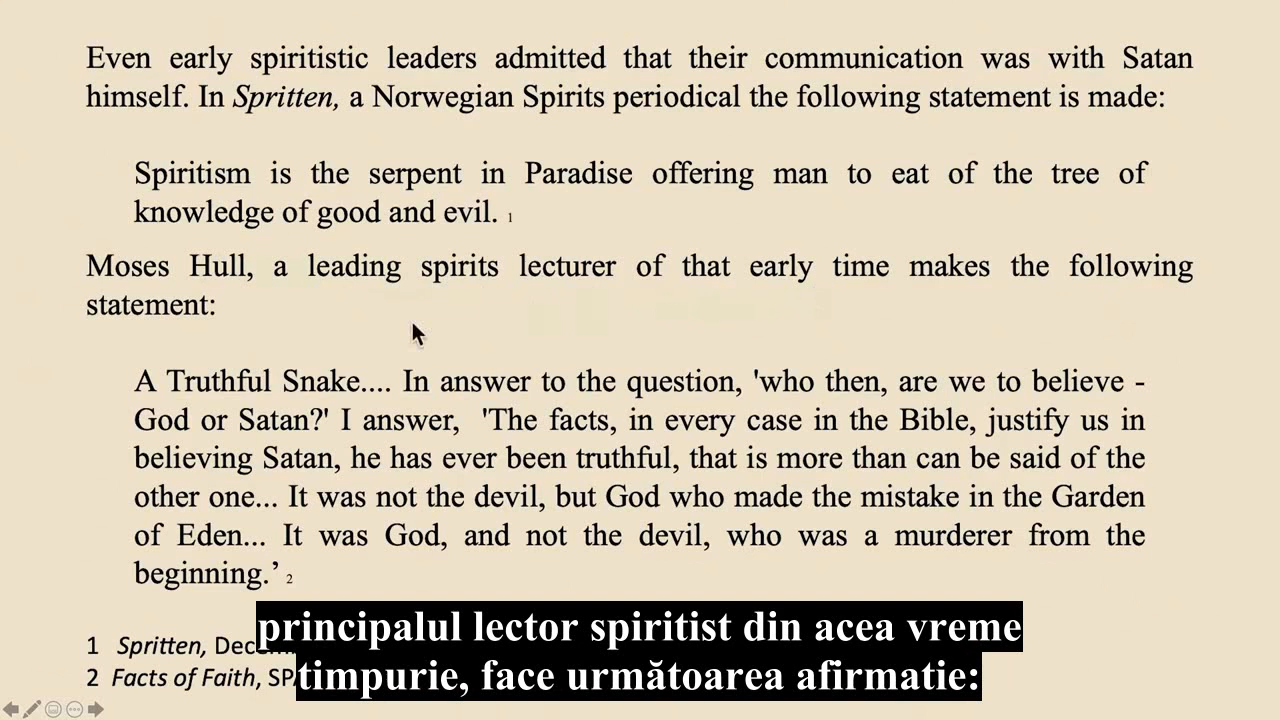 Even early spiritistic leaders admitted that their communication was with Satan
himself. In Spritten, a Norwegian Spirits periodical the following statement is made:
Spiritism is the serpent in Paradise offering man to eat of the tree of
knowledge of good and evil. 1
Moses Hull, a leading spirits lecturer of that early time makes the following
statement:
A Truthful Snake.... In answer to the question, 'who then, are we to believe -
God or Satan?' I answer, 'The facts, in every case in the Bible, justify us in
believing Satan, he has ever been truthful, that is more than can be said of the
other one... It was not the devil, but God who made the mistake in the Garden
of Eden... It was God, and not the devil, who was a murderer from the
beginning.’ 2
1 Spritten,
2 Facts of Faith,
principalul lector spiritist din acea vreme
timpurie, face următoarea afirmatie: